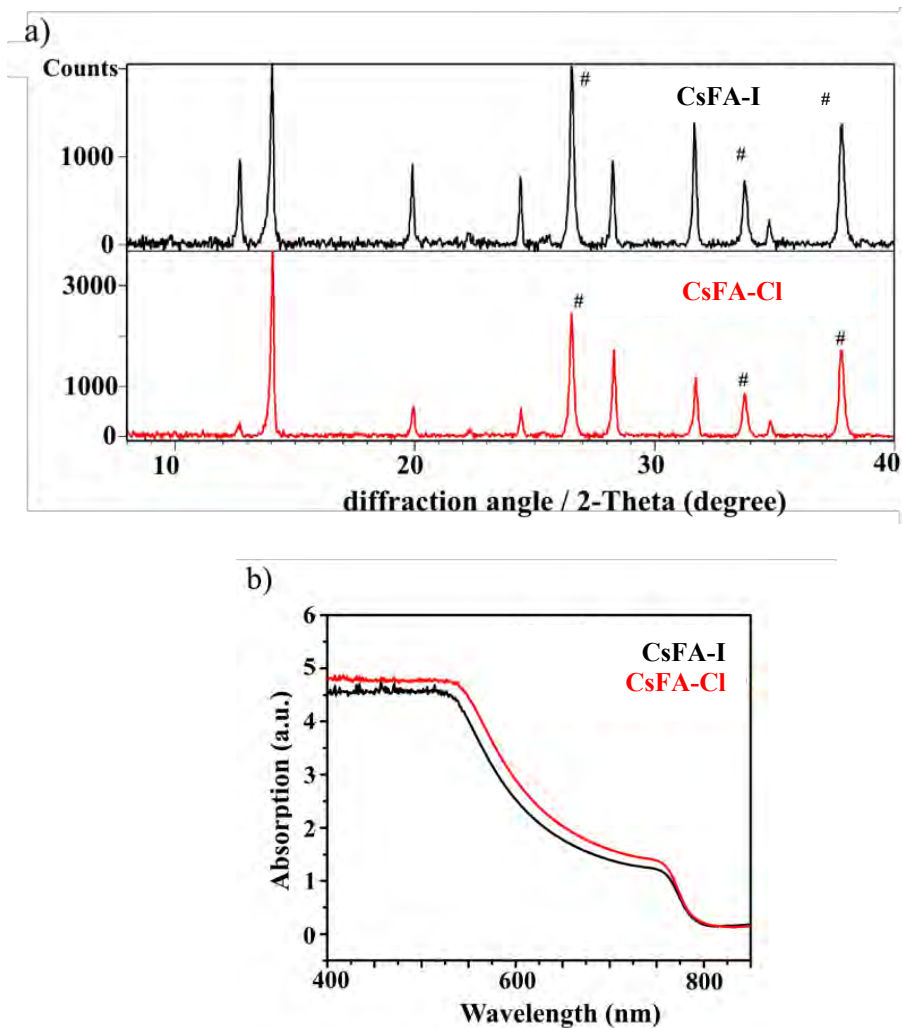 a)
Counts
1000
0
#
CsFA-I
#
#
3000
1000
0
#
CsFA-Cl
#
#
10 20 30 40
diffraction angle / 2-Theta (degree)
b)
6
5
4
3
2
1
0
Absorption (a.u.)
CsFA-I
CsFA-Cl
400 600 800
Wavelength (nm)